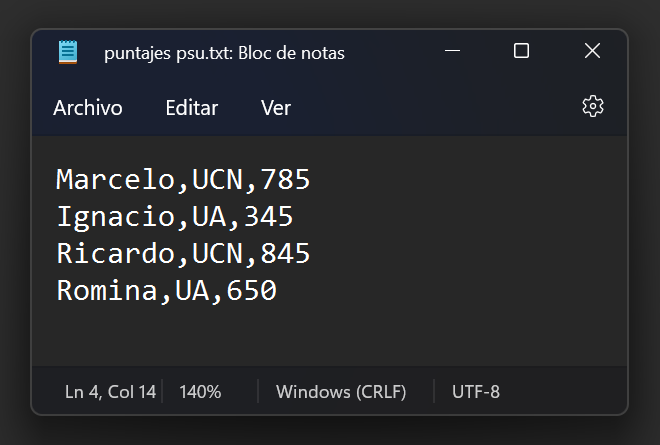 puntajes psu.txt: Bloc de notas
Archivo Editar Ver
Marcelo,UCN,785
Ignacio,UA,345
Ricardo,UCN,845
Romina,UA,650
Ln 4, Col 14 140% Windows (CRLF) UTF-8